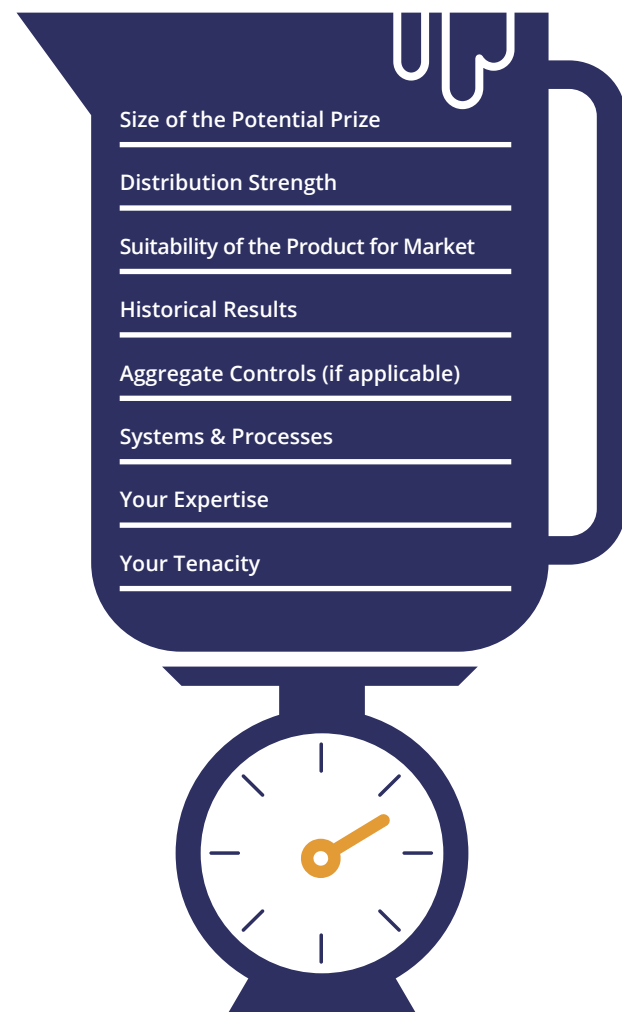 Size of the Potential Prize
Distribution Strength
Suitability of the Product for Market
Historical Results
Aggregate Controls (if applicable)
Systems & Processes
Your Expertise
Your Tenacity